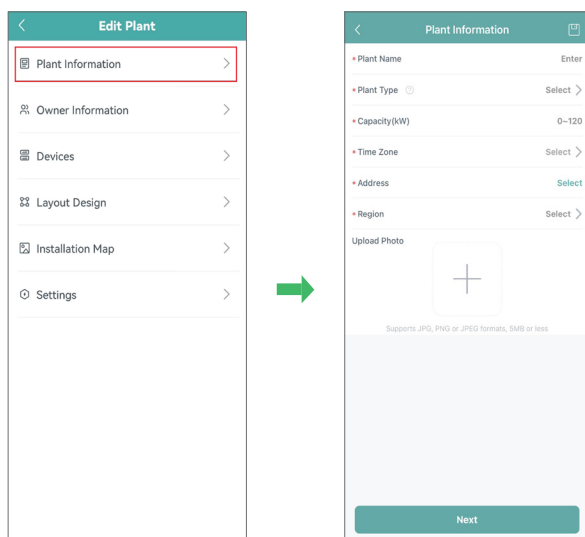 Edit Plant
Plant Information
Owner Information
Devices
Layout Design
Installation Map
Settings
Plant Information
* Plant Name Enter
* Plant Type ? Select
* Capacity(kW) 0~120
* Time Zone Select
* Address Select
* Region Select
Upload Photo
Supports JPG, PNG or JPEG formats, 5MB or less
Next